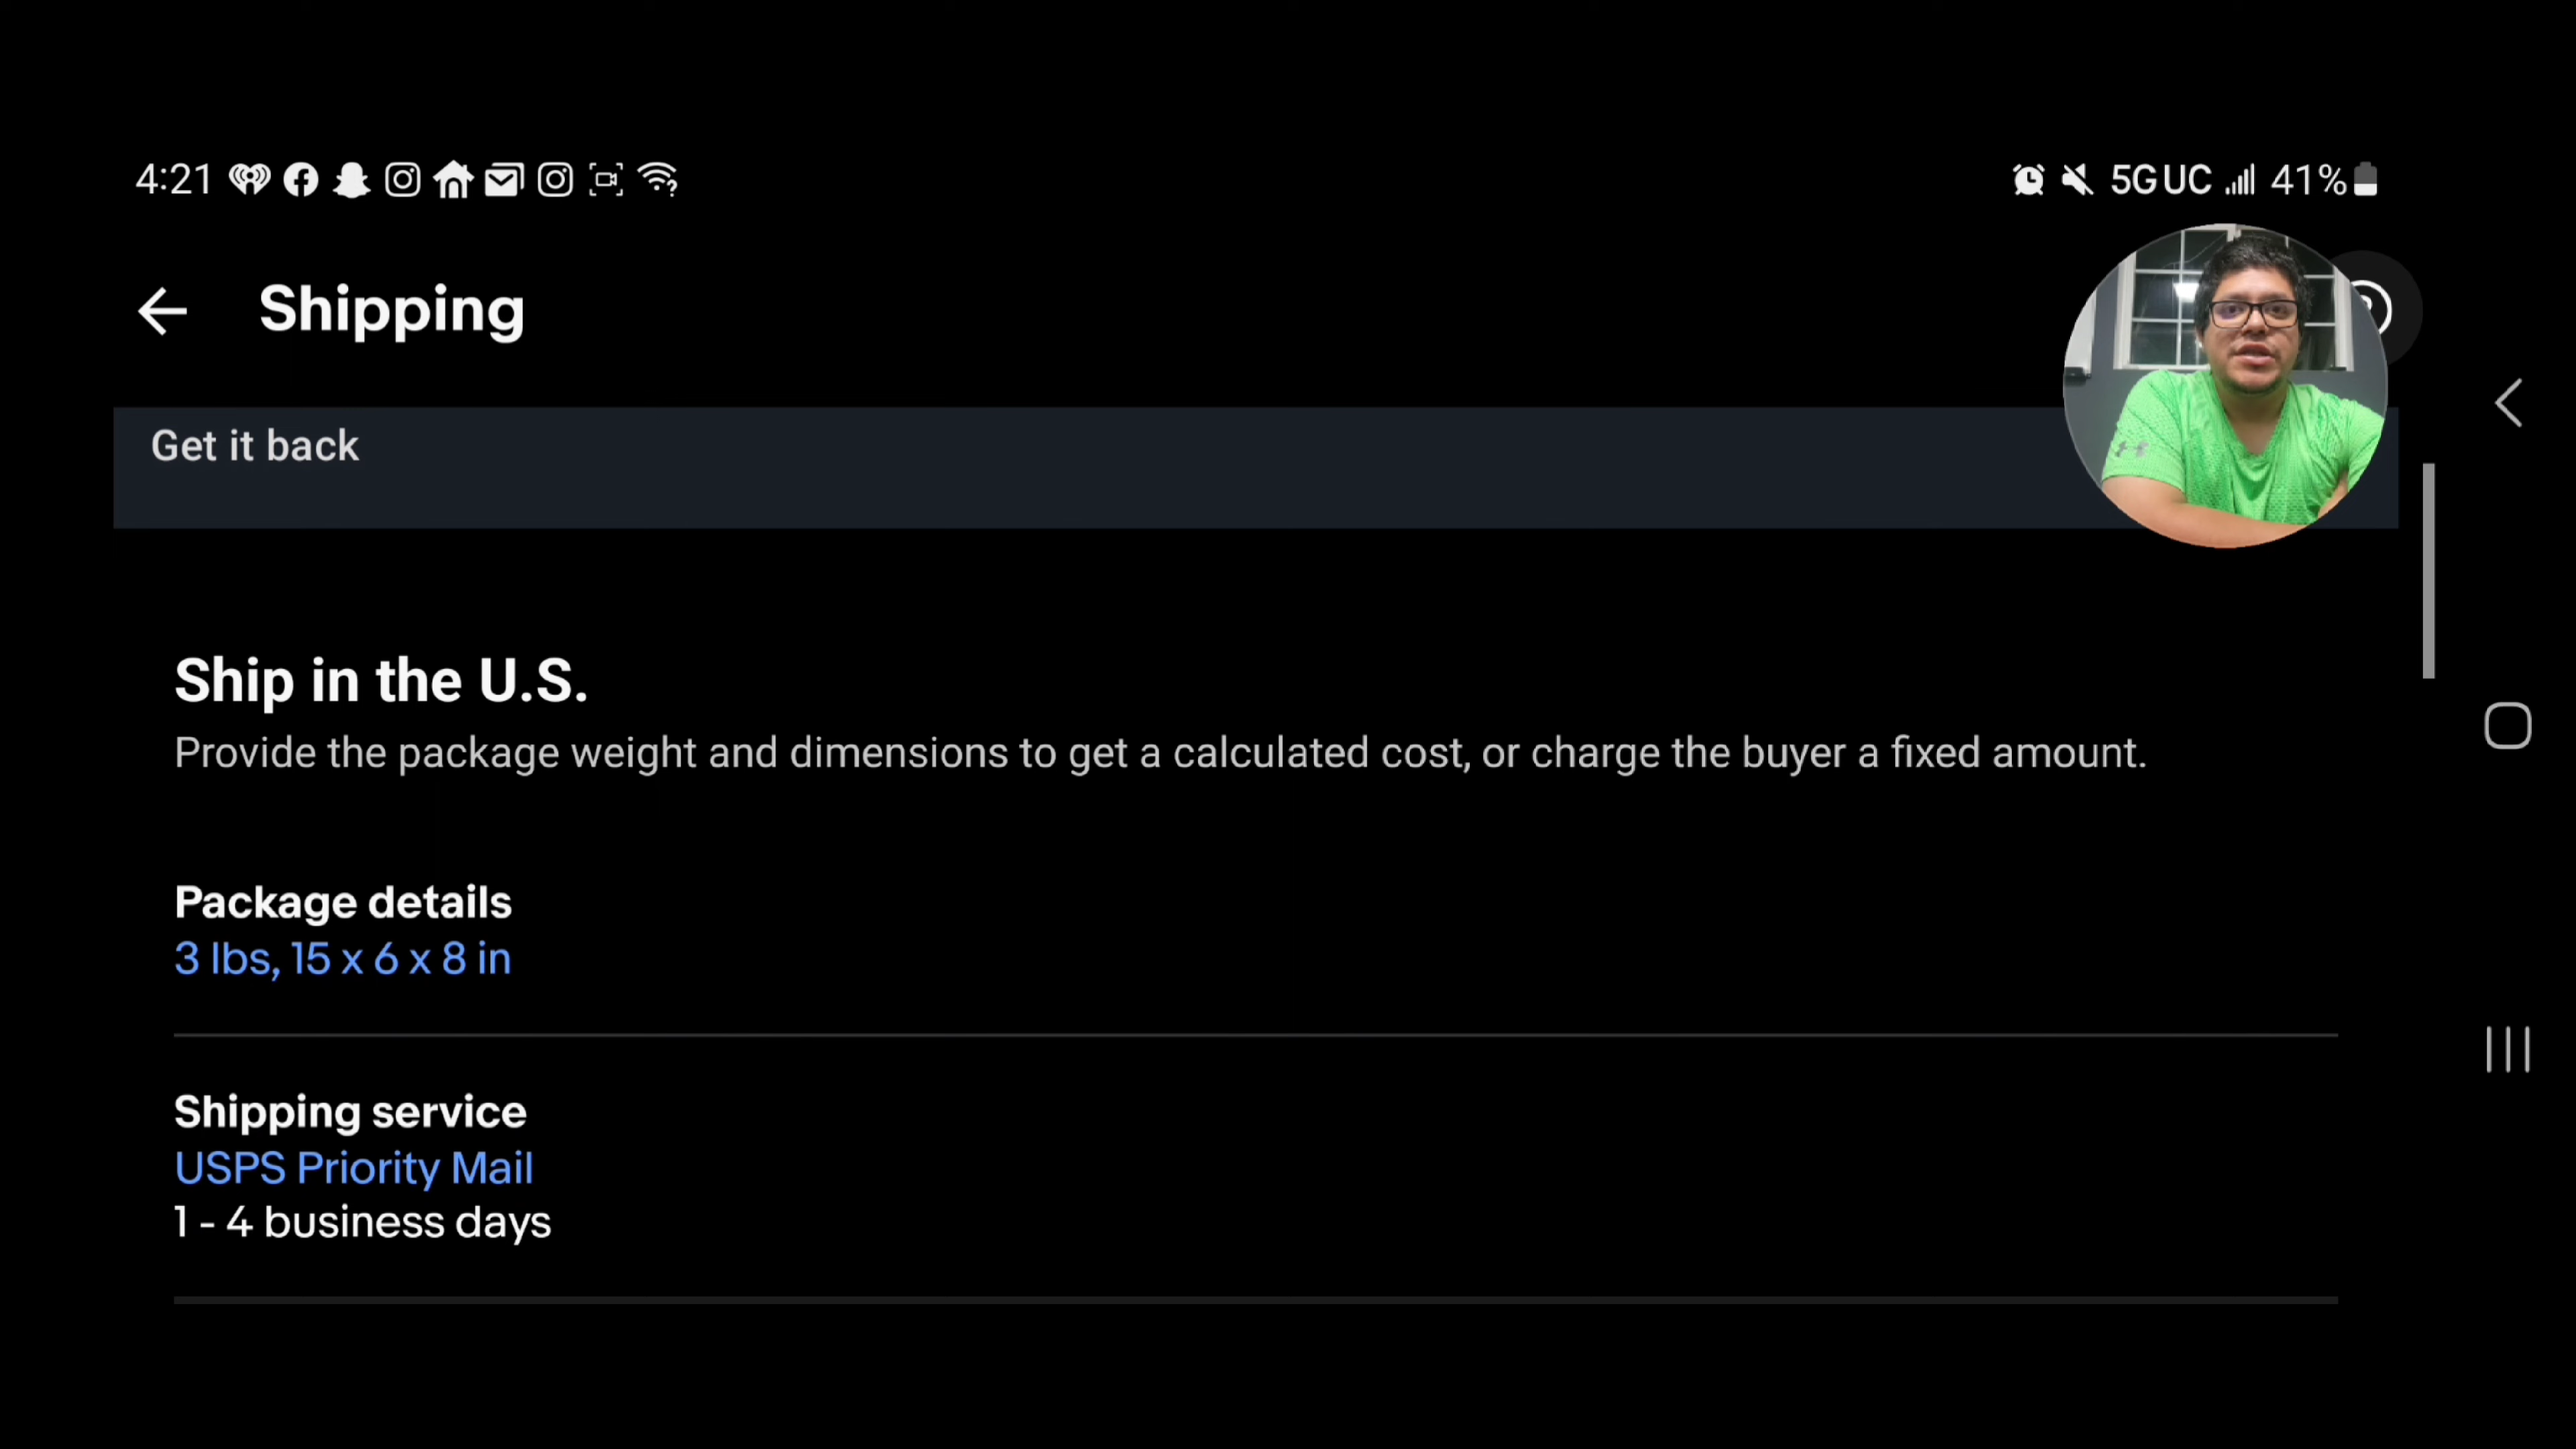 4:21 5G UC 41%
Shipping
Get it back
Ship in the U.S.
Provide the package weight and dimensions to get a calculated cost, or charge the buyer a fixed amount.
Package details
3 lbs, 15 x 6 x 8 in
Shipping service
USPS Priority Mail
1 - 4 business days